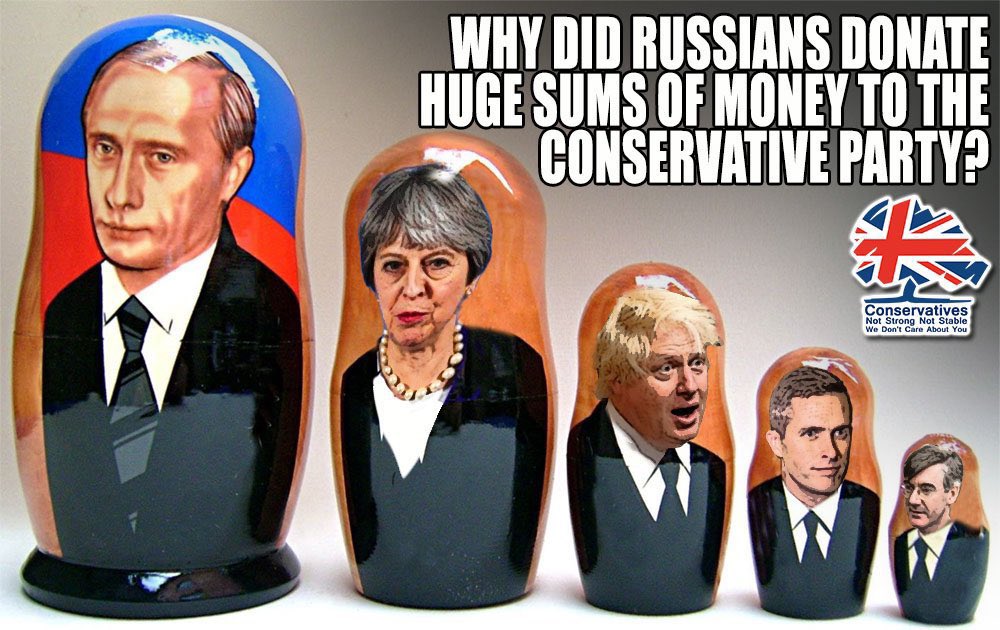 WHY DID RUSSIANS DONATE
HUGE SUMS OF MONEY TO THE
CONSERVATIVE PARTY?
Conservatives
Not Strong Not Stable
We Don't Care About You